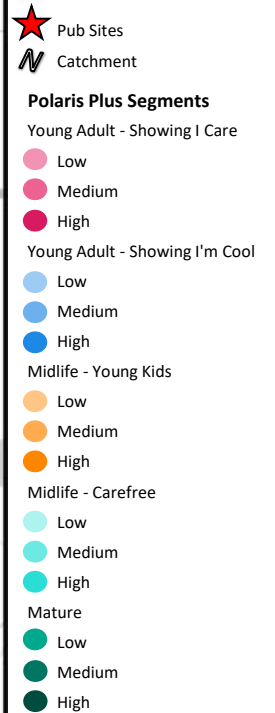 Pub Sites
Catchment
Polaris Plus Segments
Young Adult - Showing I Care
Low
Medium
High
Young Adult - Showing I'm Cool
Low
Medium
High
Midlife - Young Kids
Low
Medium
High
Midlife - Carefree
Low
Medium
High
Mature
Low
Medium
High